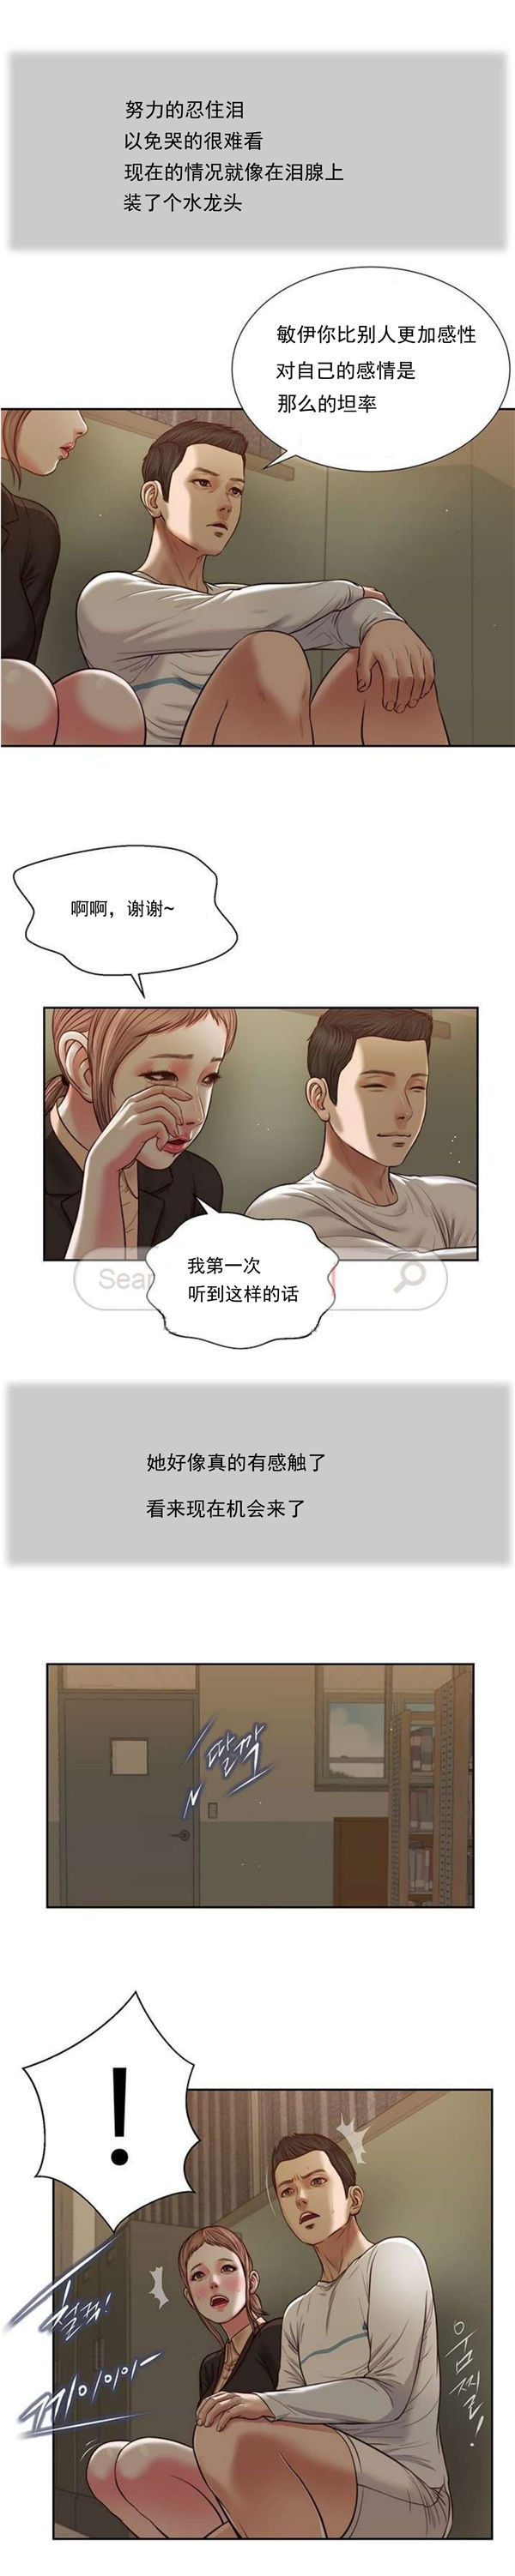 努力的忍住泪
以免哭的很难看
现在的情况就像在泪腺上
装了个水龙头
敏伊你比别人更加感性
对自己的感情是
那么的坦率
啊啊，谢谢~
我第一次
听到这样的话
Sear
她好像真的有感触了
看来现在机会来了
딸깍
!
철컥!
끼이이이-
움찔!